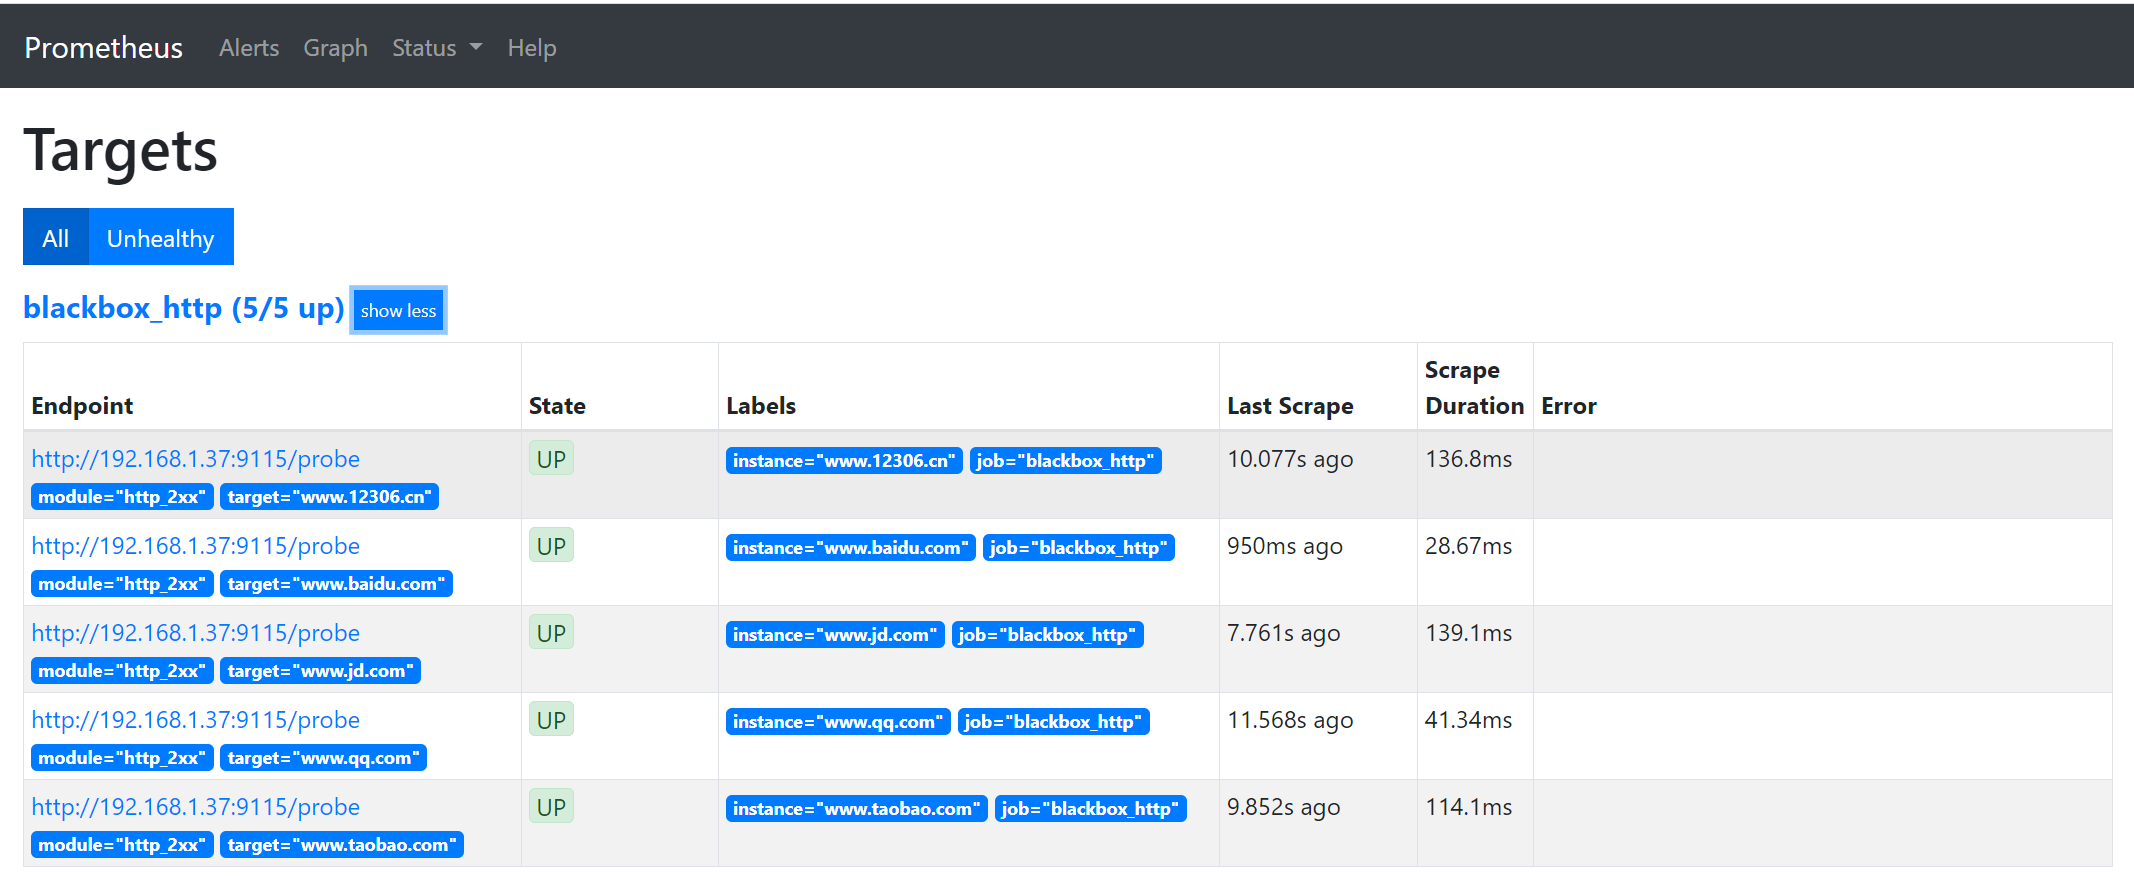 Prometheus Alerts Graph Status Help
Targets
All Unhealthy
blackbox_http (5/5 up) show less
Endpoint State Labels Last Scrape Scrape Duration Error
http://192.168.1.37:9115/probe UP instance="www.12306.cn" job="blackbox_http" 10.077s ago 136.8ms
module="http_2xx" target="www.12306.cn"
http://192.168.1.37:9115/probe UP instance="www.baidu.com" job="blackbox_http" 950ms ago 28.67ms
module="http_2xx" target="www.baidu.com"
http://192.168.1.37:9115/probe UP instance="www.jd.com" job="blackbox_http" 7.761s ago 139.1ms
module="http_2xx" target="www.jd.com"
http://192.168.1.37:9115/probe UP instance="www.qq.com" job="blackbox_http" 11.568s ago 41.34ms
module="http_2xx" target="www.qq.com"
http://192.168.1.37:9115/probe UP instance="www.taobao.com" job="blackbox_http" 9.852s ago 114.1ms
module="http_2xx" target="www.taobao.com"